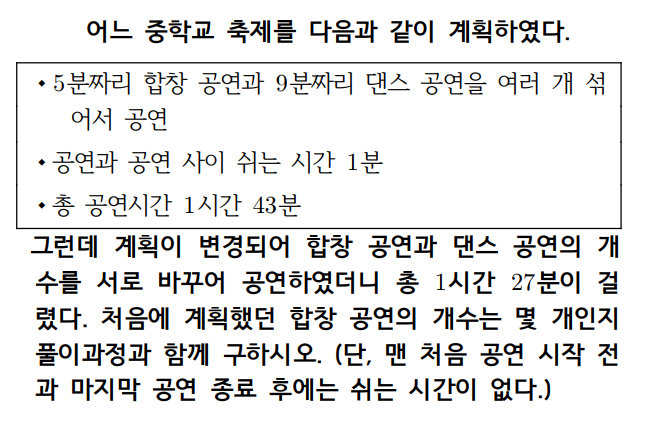 어느 중학교 축제를 다음과 같이 계획하였다.
• 5분짜리 합창 공연과 9분짜리 댄스 공연을 여러 개 섞
어서 공연
• 공연과 공연 사이 쉬는 시간 1분
• 총 공연시간 1시간 43분
그런데 계획이 변경되어 합창 공연과 댄스 공연의 개
수를 서로 바꾸어 공연하였더니 총 1시간 27분이 걸
렸다. 처음에 계획했던 합창 공연의 개수는 몇 개인지
풀이과정과 함께 구하시오. (단, 맨 처음 공연 시작 전
과 마지막 공연 종료 후에는 쉬는 시간이 없다.)